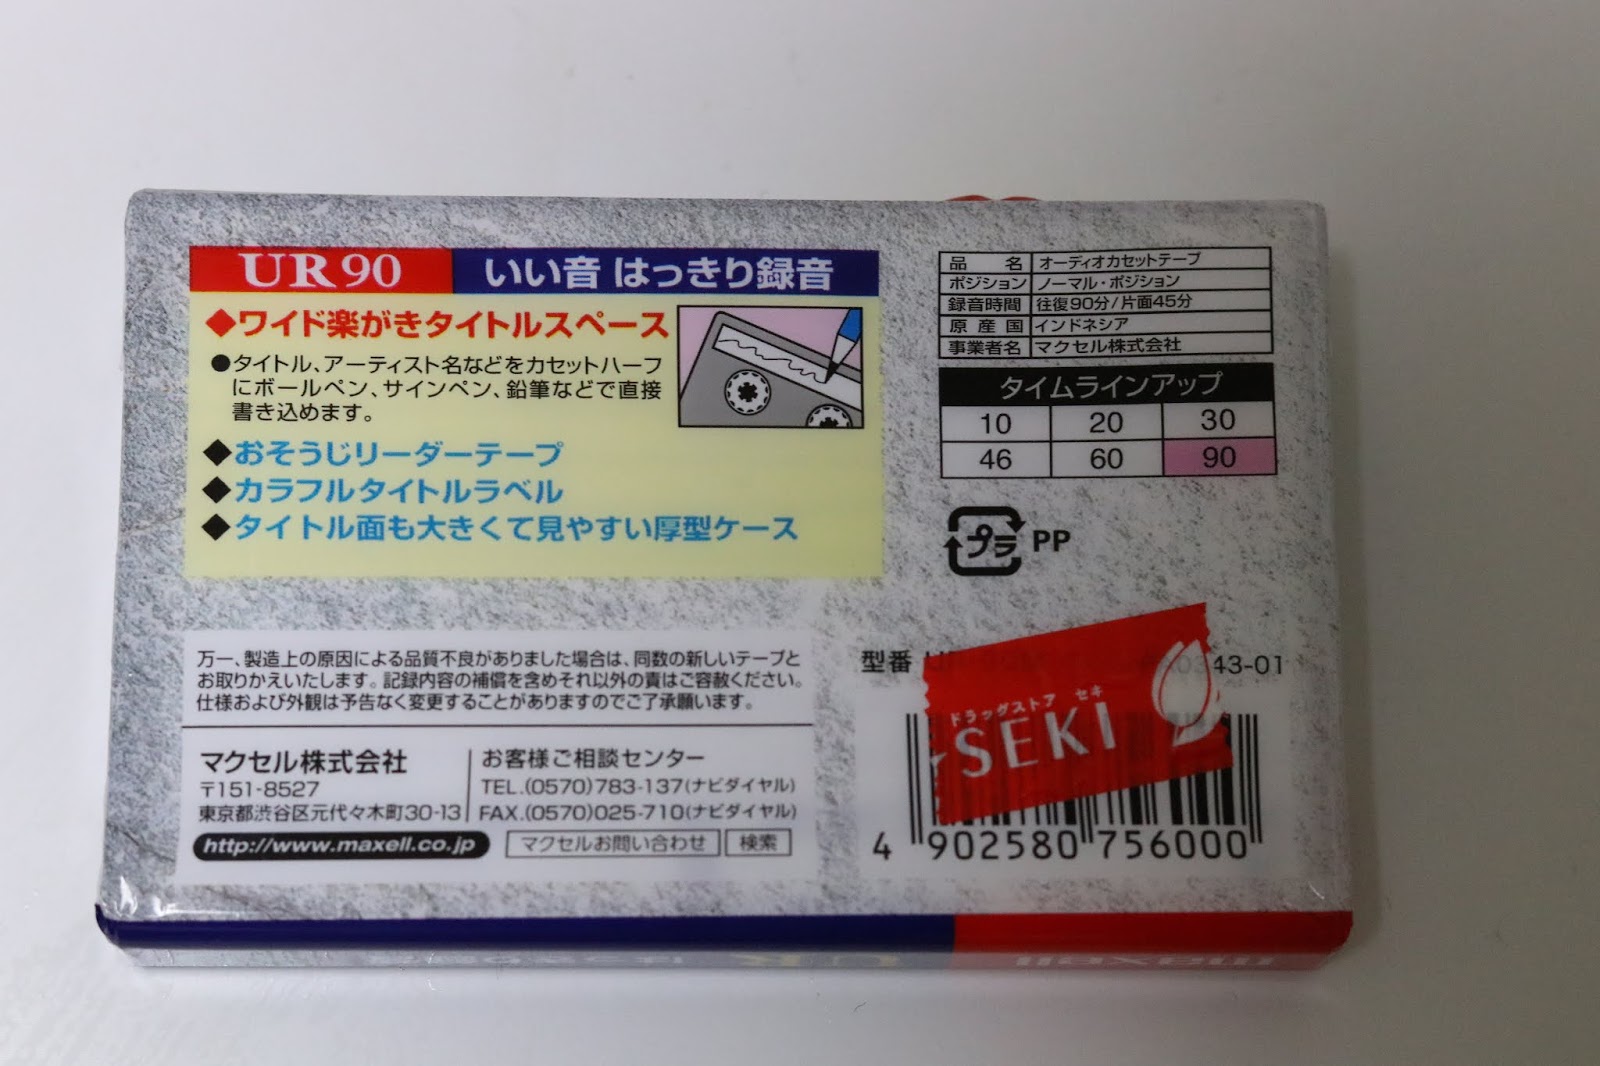 UR 90 いい音 はっきり録音
◆ワイド楽がきタイトルスペース
●タイトル、アーティスト名などをカセットハーフ
にボールペン、サインペン、鉛筆などで直接
書き込めます。
◆おそうじリーダーテープ
◆カラフルタイトルラベル
◆タイトル面も大きくて見やすい厚型ケース
品名 オーディオカセットテープ
ポジション ノーマル・ポジション
録音時間 往復90分/片面45分
原産国 インドネシア
事業者名 マクセル株式会社
タイムラインアップ
10 20 30
46 60 90
プラ PP
万一、製造上の原因による品質不良がありました場合は、同数の新しいテープと
お取りかえいたします。記録内容の補償を含めそれ以外の責はご容赦ください。
仕様および外観は予告なく変更することがありますのでご了承願います。
マクセル株式会社
〒151-8527
東京都渋谷区元代々木町30-13
http://www.maxell.co.jp
お客様ご相談センター
TEL.(0570)783-137(ナビダイヤル)
FAX.(0570)025-710(ナビダイヤル)
マクセルお問い合わせ 検索
型番 43-01
ドラッグストア セキ
SEKI
4 902580 756000
maxell